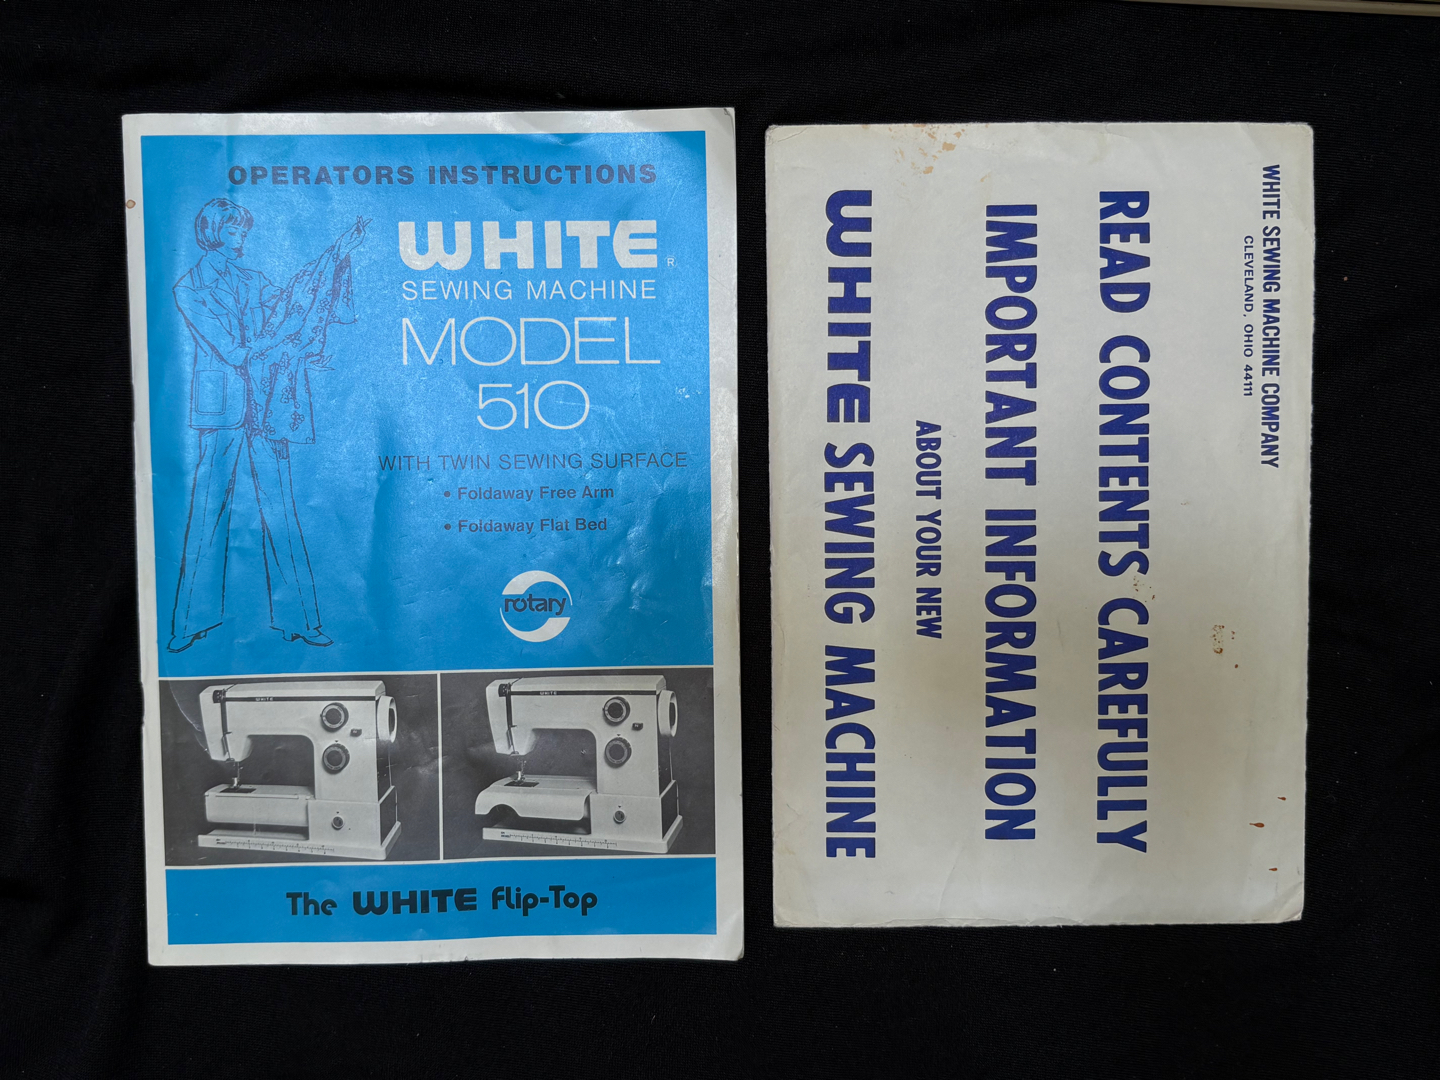 OPERATORS INSTRUCTIONS
WHITE R
SEWING MACHINE
MODEL
510
WITH TWIN SEWING SURFACE
• Foldaway Free Arm
• Foldaway Flat Bed
rotary
WHITE
WHITE
The WHITE Flip-Top
WHITE SEWING MACHINE COMPANY
CLEVELAND, OHIO 44111
READ CONTENTS CAREFULLY
IMPORTANT INFORMATION
ABOUT YOUR NEW
WHITE SEWING MACHINE